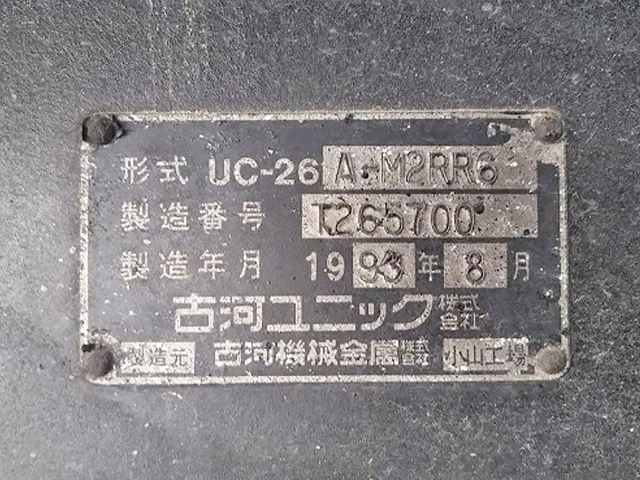 形式 UC-26 A-M2RR6
製造番号 T265700
製造年月 1993年8月
古河ユニック株式会社
製造元 古河機械金属株式会社 小山工場